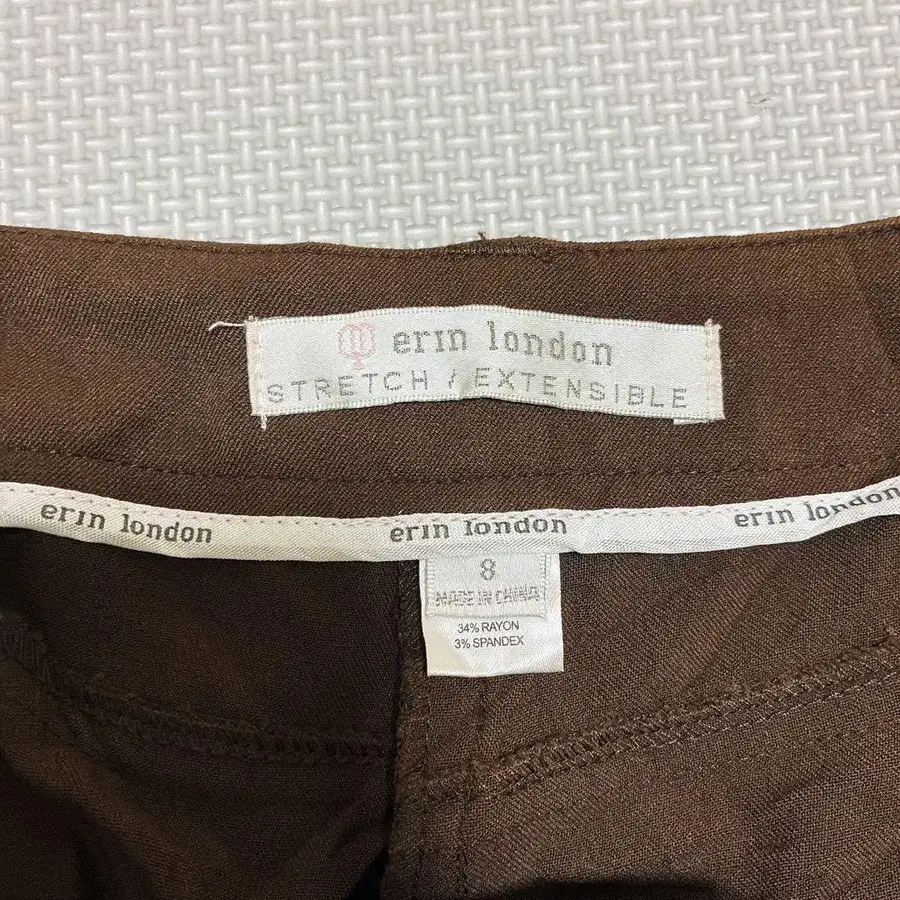 erin london
STRETCH / EXTENSIBLE
erin london erin london erin london
8
MADE IN CHINA
34% RAYON
3% SPANDEX